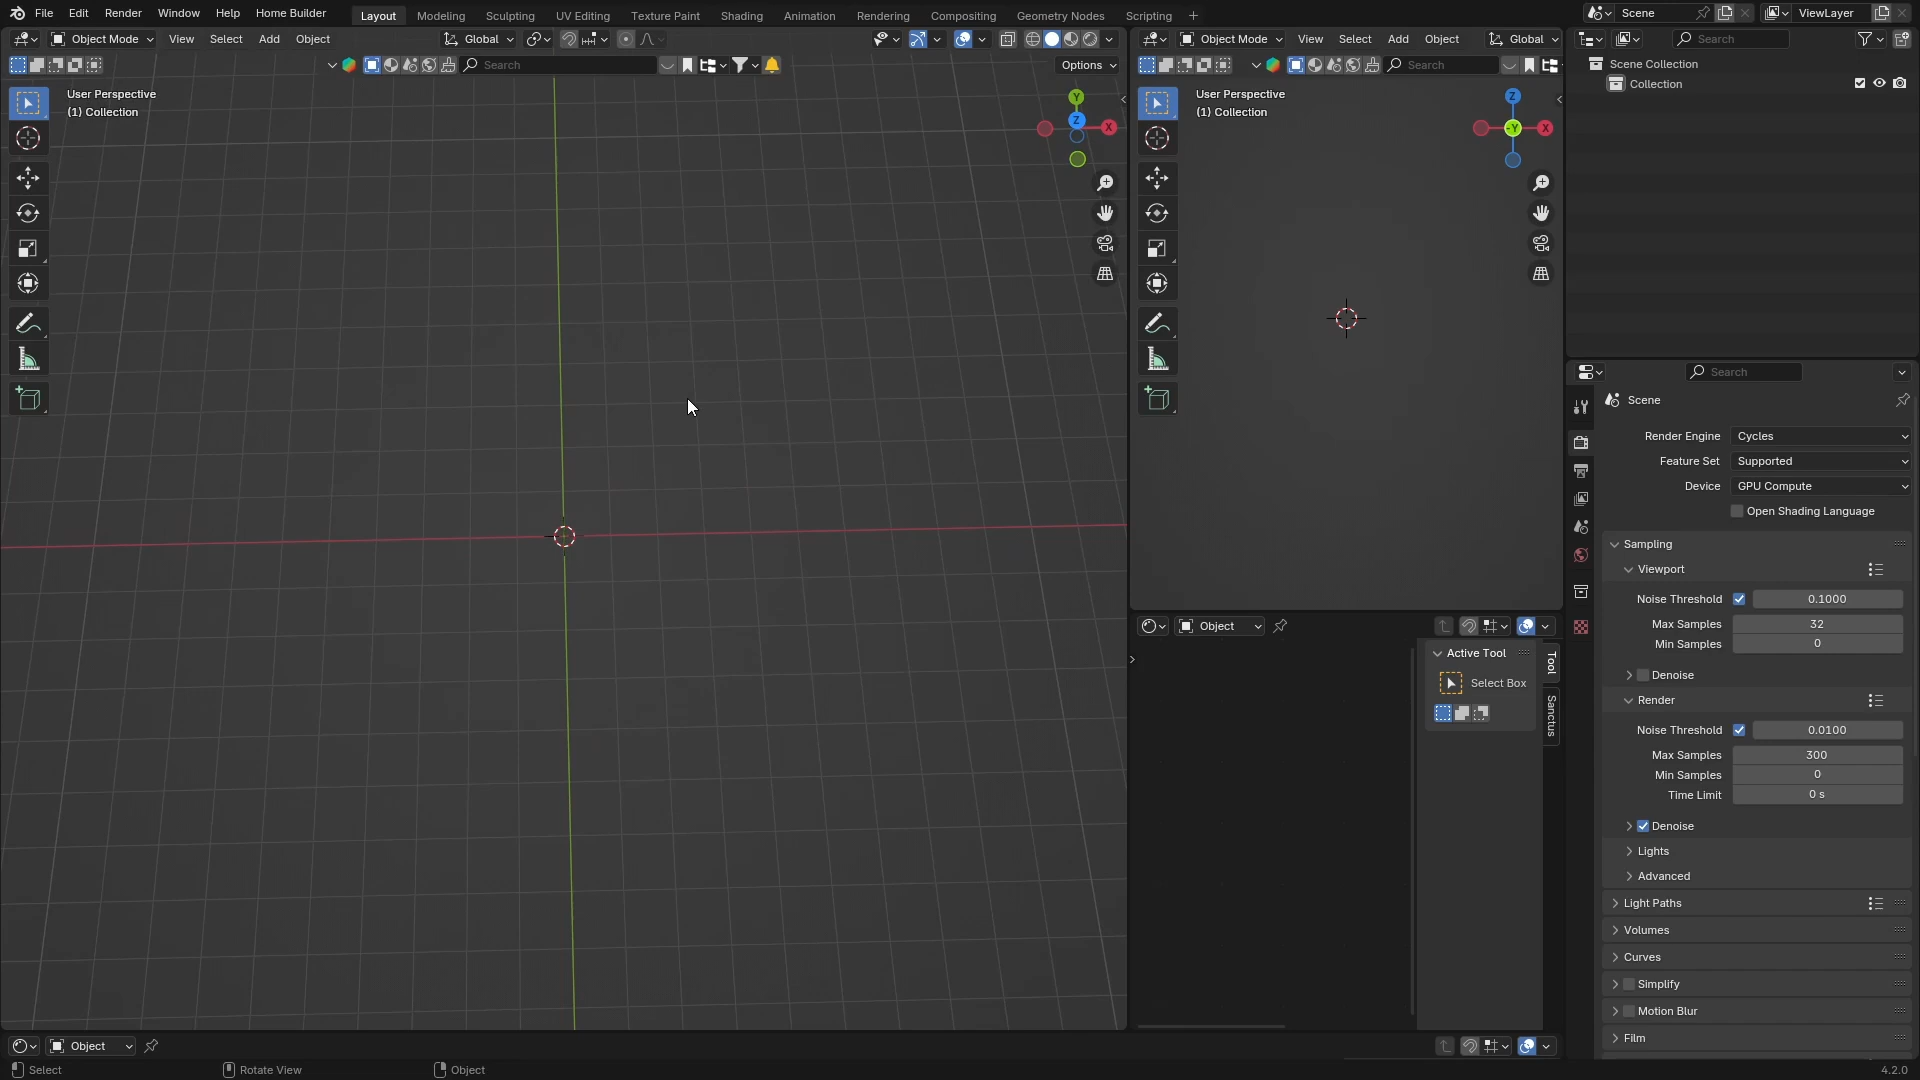 File Edit Render Window Help Home Builder Layout Modeling Sculpting UV Editing Texture Paint Shading Animation Rendering Compositing Geometry Nodes Scripting + Scene ViewLayer
Object Mode View Select Add Object Global
Search Options
User Perspective
(1) Collection
Y
Z
X
Object Mode View Select Add Object Global
Search
User Perspective
(1) Collection
Z
-Y X
Search
Scene Collection
Collection
Search
Scene
Render Engine Cycles
Feature Set Supported
Device GPU Compute
Open Shading Language
Sampling
Viewport
Noise Threshold 0.1000
Max Samples 32
Min Samples 0
Denoise
Render
Noise Threshold 0.0100
Max Samples 300
Min Samples 0
Time Limit 0 s
Denoise
Lights
Advanced
Light Paths
Volumes
Curves
Simplify
Motion Blur
Film
Object
Active Tool
Select Box
Tool
Sanctus
Object
Select Rotate View Object 4.2.0